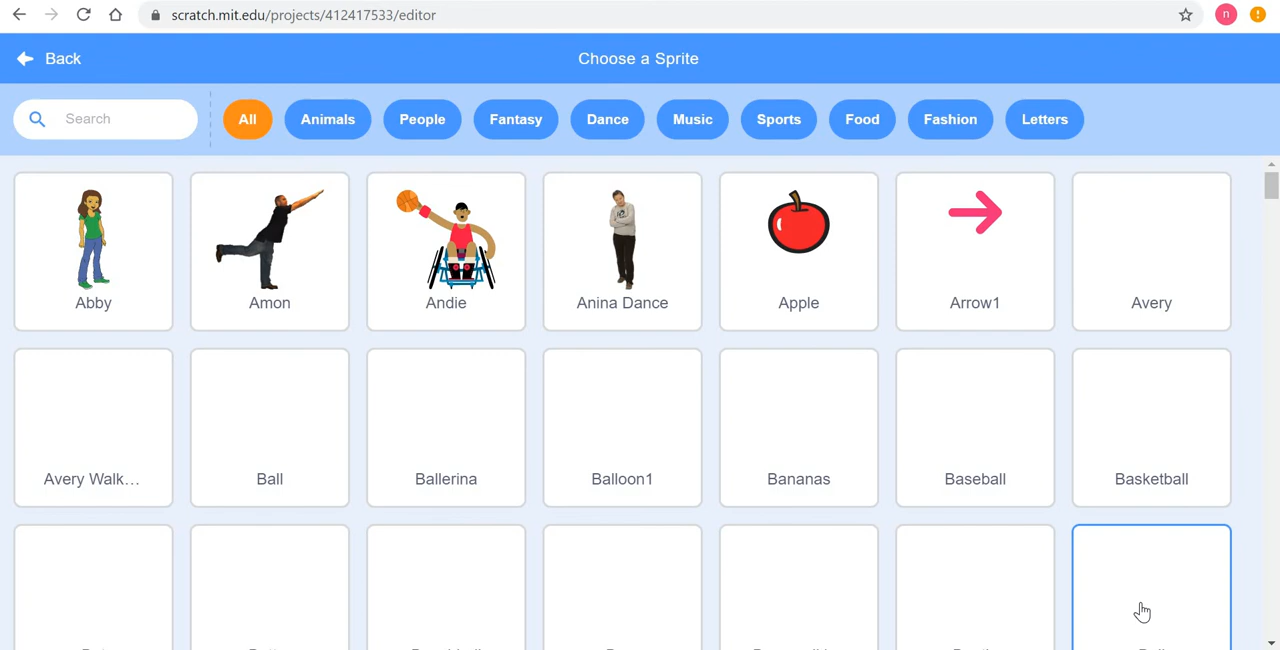 scratch.mit.edu/projects/412417533/editor
n
Back
Choose a Sprite
Search
All
Animals
People
Fantasy
Dance
Music
Sports
Food
Fashion
Letters
Abby
Amon
Andie
Anina Dance
Apple
Arrow1
Avery
Avery Walk...
Ball
Ballerina
Balloon1
Bananas
Baseball
Basketball